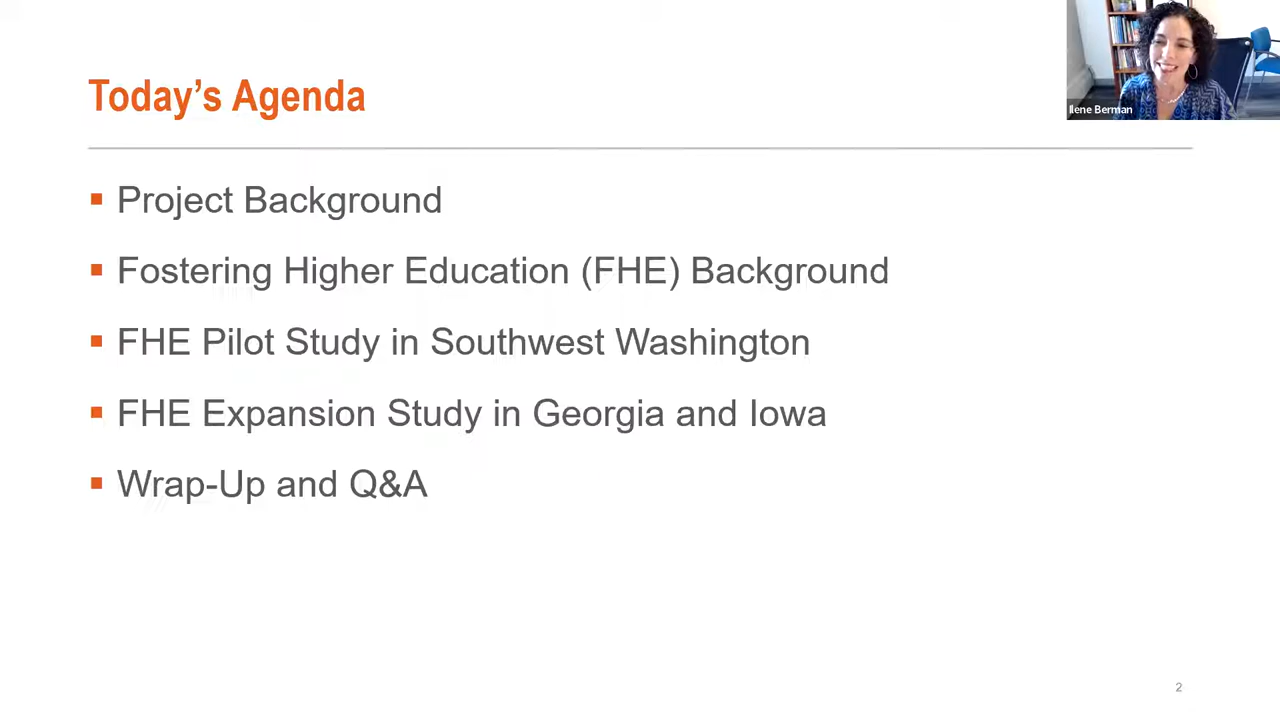 Today’s Agenda
Ilene Berman
Project Background
Fostering Higher Education (FHE) Background
FHE Pilot Study in Southwest Washington
FHE Expansion Study in Georgia and Iowa
Wrap-Up and Q&A
2